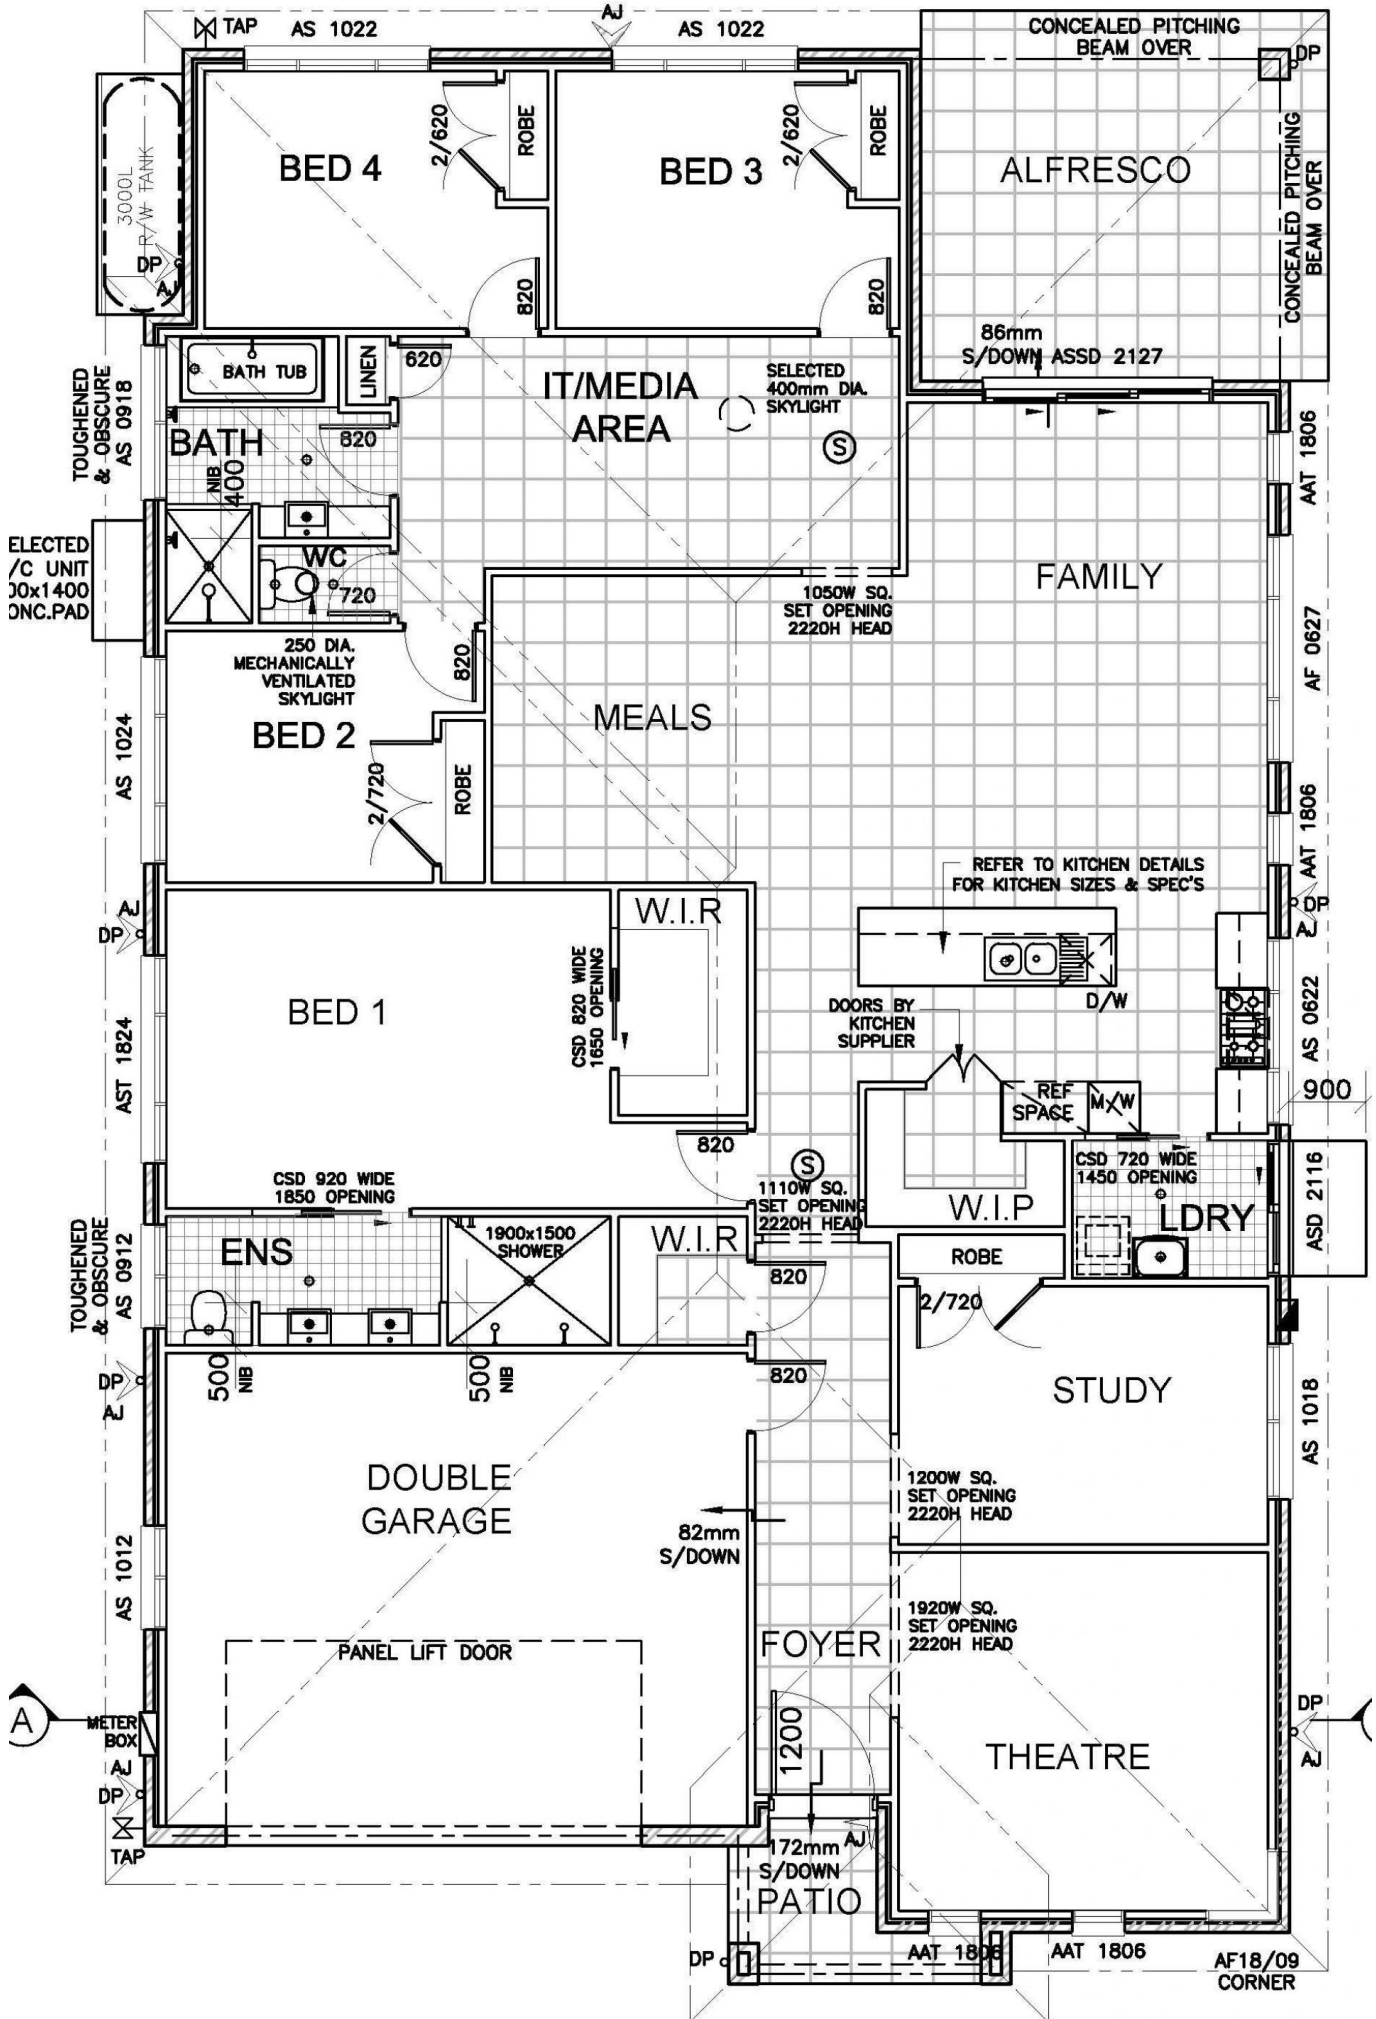 TAP
AS 1022
AJ
AS 1022
CONCEALED PITCHING
BEAM OVER
DP
3000L
R/W TANK
DP
AJ
BED 4
2/620
ROBE
820
BED 3
2/620
ROBE
820
ALFRESCO
CONCEALED PITCHING
BEAM OVER
86mm
S/DOWN ASSD 2127
TOUGHENED
& OBSCURE
AS 0918
BATH TUB
LINEN
620
IT/MEDIA
AREA
SELECTED
400mm DIA.
SKYLIGHT
S
AAT 1806
BATH
820
NIB
400
ELECTED
/C UNIT
00x1400
ONC.PAD
WC
720
1050W SQ.
SET OPENING
2220H HEAD
FAMILY
AF 0627
250 DIA.
MECHANICALLY
VENTILATED
SKYLIGHT
820
MEALS
AS 1024
BED 2
2/720
ROBE
AAT 1806
REFER TO KITCHEN DETAILS
FOR KITCHEN SIZES & SPEC'S
AJ
DP
W.I.R
DP
AJ
BED 1
CSD 820 WIDE
1650 OPENING
AST 1824
D/W
DOORS BY
KITCHEN
SUPPLIER
AS 0622
REF
SPACE
M/W
900
820
CSD 920 WIDE
1850 OPENING
S
1110W SQ.
SET OPENING
2220H HEAD
W.I.P
CSD 720 WIDE
1450 OPENING
LDRY
ASD 2116
TOUGHENED
& OBSCURE
AS 0912
ENS
1900x1500
SHOWER
W.I.R
820
ROBE
2/720
DP
AJ
500
NIB
500
NIB
820
STUDY
AS 1018
DOUBLE
GARAGE
1200W SQ.
SET OPENING
2220H HEAD
82mm
S/DOWN
AS 1012
1920W SQ.
SET OPENING
2220H HEAD
FOYER
PANEL LIFT DOOR
A
METER
BOX
AJ
DP
TAP
1200
THEATRE
DP
AJ
172mm
S/DOWN
AJ
PATIO
DP
AAT 1806
AAT 1806
AF18/09
CORNER